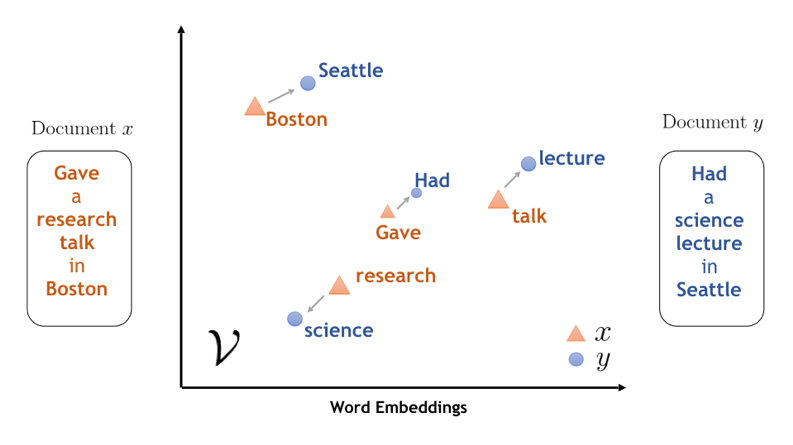 Document x
Gave
a
research
talk
in
Boston
Seattle
Boston
Had
Gave
lecture
talk
research
science
𝒱
x
y
Word Embeddings
Document y
Had
a
science
lecture
in
Seattle